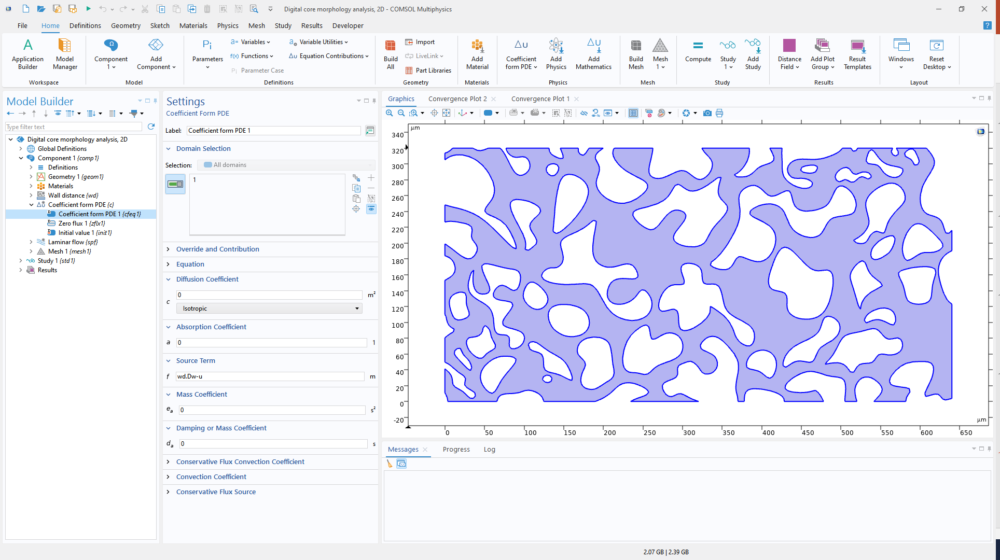 Digital core morphology analysis, 2D - COMSOL Multiphysics
File Home Definitions Geometry Sketch Materials Physics Mesh Study Results Developer
Application Builder
Model Manager
Workspace
Component 1
Add Component
Model
Pi Parameters
a= Variables
f(x) Functions
Pi Parameter Case
Variable Utilities
Δu Equation Contributions
Definitions
Build All
Import
LiveLink
Part Libraries
Geometry
Add Material
Materials
Δu Coefficient form PDE
Add Physics
Δu Add Mathematics
Physics
Build Mesh
Mesh 1
Mesh
Compute
Study 1
Add Study
Study
Distance Field
Add Plot Group
Result Templates
Results
Windows
Reset Desktop
Layout
Model Builder
Type filter text
Digital core morphology analysis, 2D
Global Definitions
Component 1 {comp1}
Definitions
Geometry 1 {geom1}
Materials
Wall distance {wd}
Coefficient form PDE {c}
Coefficient form PDE 1 {cfeq1}
Zero flux 1 {zflx1}
Initial value 1 {init1}
Laminar flow {spf}
Mesh 1 {mesh1}
Study 1 {std1}
Results
Settings
Coefficient Form PDE
Label: Coefficient form PDE 1
Domain Selection
Selection: All domains
1
Override and Contribution
Equation
Diffusion Coefficient
c 0 m²
Isotropic
Absorption Coefficient
a 0 1
Source Term
f wd.Dw-u m
Mass Coefficient
ea 0 s²
Damping or Mass Coefficient
da 0 s
Conservative Flux Convection Coefficient
Convection Coefficient
Conservative Flux Source
Graphics Convergence Plot 2 Convergence Plot 1
µm
340
320
300
280
260
240
220
200
180
160
140
120
100
80
60
40
20
0
-20
µm
0 50 100 150 200 250 300 350 400 450 500 550 600 650
Messages Progress Log
2.07 GB | 2.39 GB